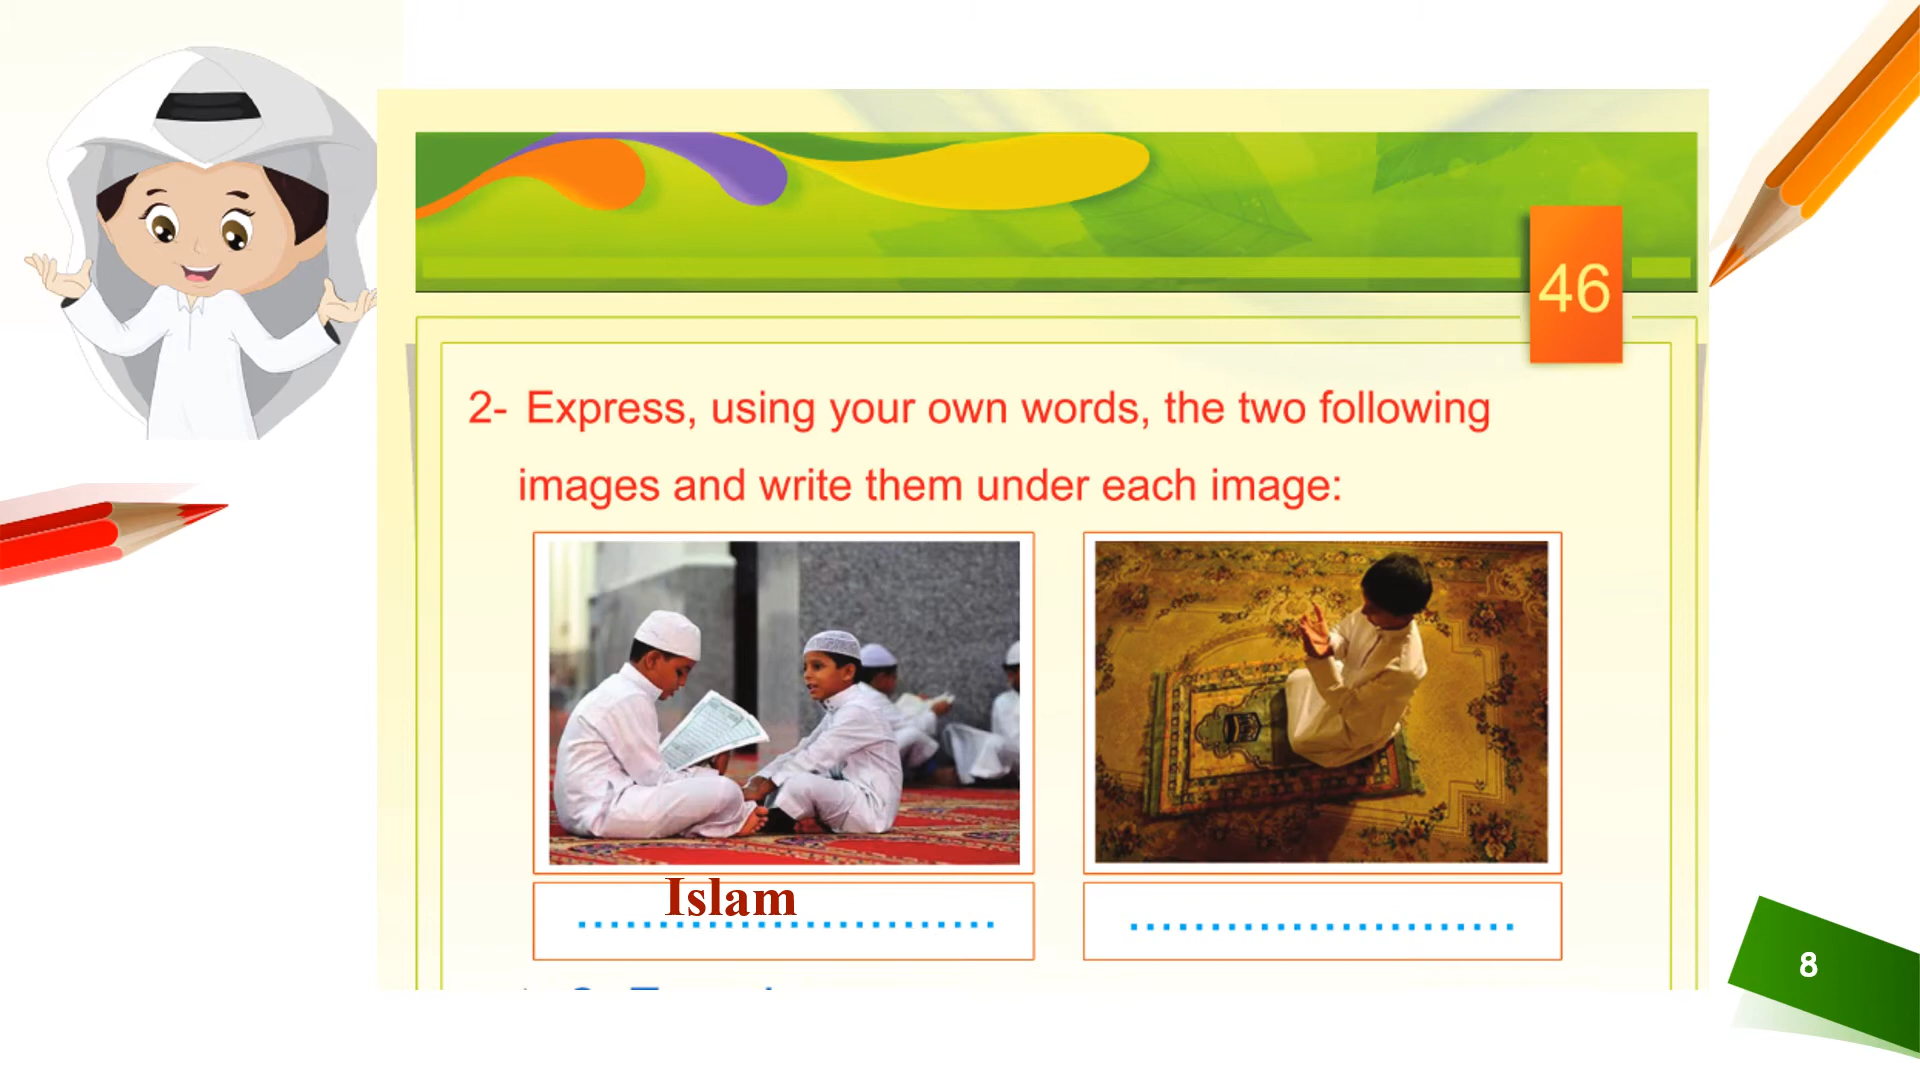 46
2- Express, using your own words, the two following
images and write them under each image:
Islam
8